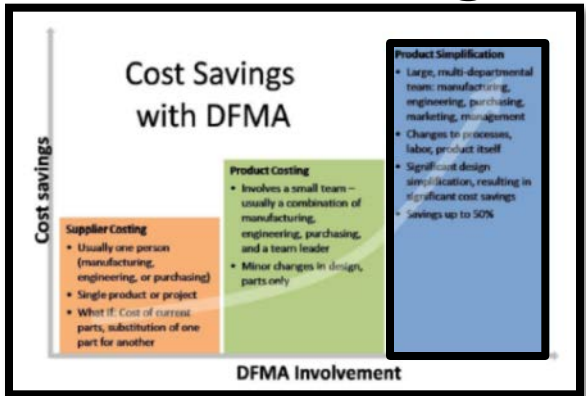 Cost Savings
with DFMA
Cost savings
Supplier Costing
• Usually one person
(manufacturing,
engineering, or purchasing)
• Single product or project
• What if: Cost of current
parts, substitution of one
part for another
Product Costing
• Involves a small team –
usually a combination of
manufacturing,
engineering, purchasing,
and a team leader
• Minor changes in design,
parts only
Product Simplification
• Large, multi-departmental
team: manufacturing,
engineering, purchasing,
marketing, management
• Changes to processes,
labor, product itself
• Significant design
simplification, resulting in
significant cost savings
• Savings up to 50%
DFMA Involvement